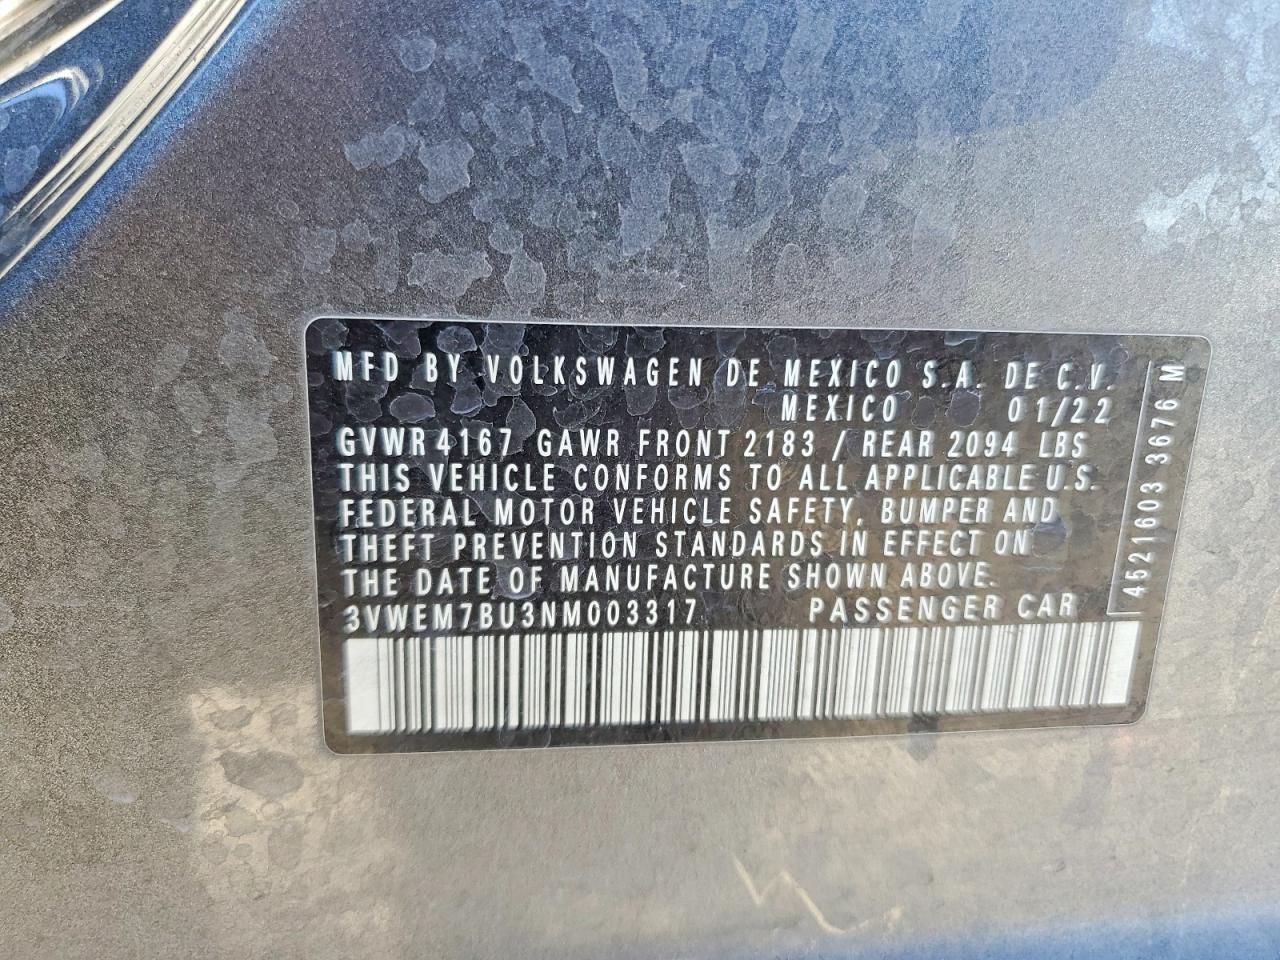 MFD BY VOLKSWAGEN DE MEXICO S.A. DE C.V.
MEXICO 01/22
GVWR 4167 GAWR FRONT 2183 / REAR 2094 LBS
THIS VEHICLE CONFORMS TO ALL APPLICABLE U.S.
FEDERAL MOTOR VEHICLE SAFETY, BUMPER AND
THEFT PREVENTION STANDARDS IN EFFECT ON
THE DATE OF MANUFACTURE SHOWN ABOVE.
3VWEM7BU3NM003317 PASSENGER CAR
4521603 3676 M